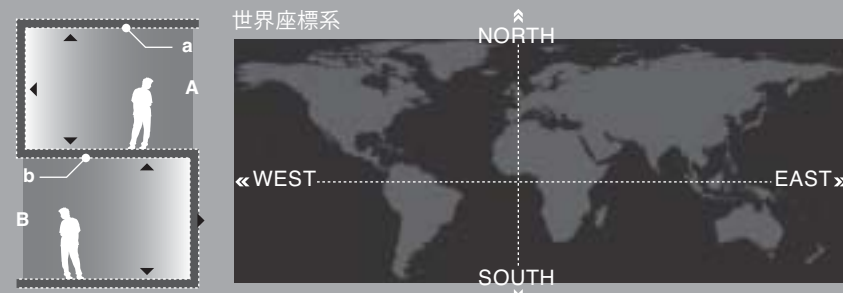 a
A
b
B
世界座標系
NORTH
« WEST
EAST »
SOUTH